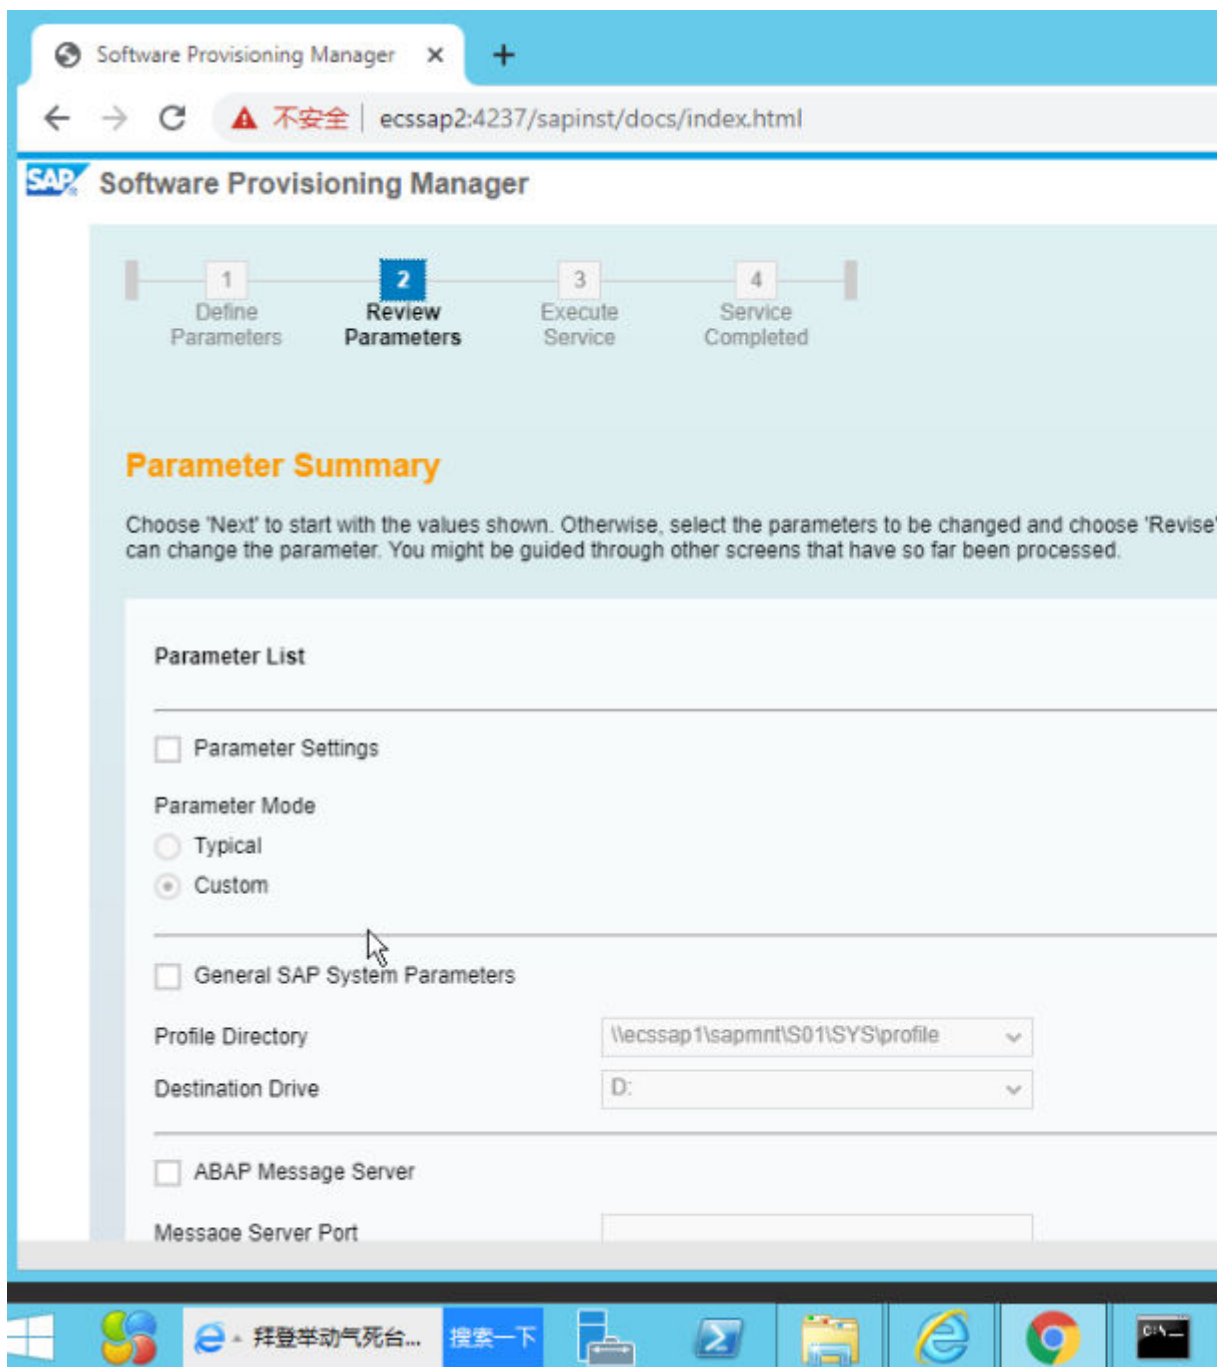 Software Provisioning Manager
不安全 | ecssap2:4237/sapinst/docs/index.html
SAP Software Provisioning Manager
1 2 3 4
Define Review Execute Service
Parameters Parameters Service Completed
Parameter Summary
Choose 'Next' to start with the values shown. Otherwise, select the parameters to be changed and choose 'Revise'
can change the parameter. You might be guided through other screens that have so far been processed.
Parameter List
Parameter Settings
Parameter Mode
Typical
Custom
General SAP System Parameters
Profile Directory \\ecssap1\sapmnt\S01\SYS\profile
Destination Drive D:
ABAP Message Server
Message Server Port
拜登举动气死台... 搜索一下 C:\_